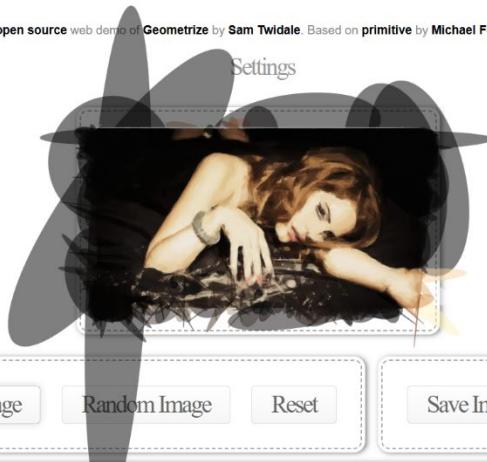 open source web demo of Geometrize by Sam Twidale. Based on primitive by Michael F
Settings
age Random Image Reset Save Im